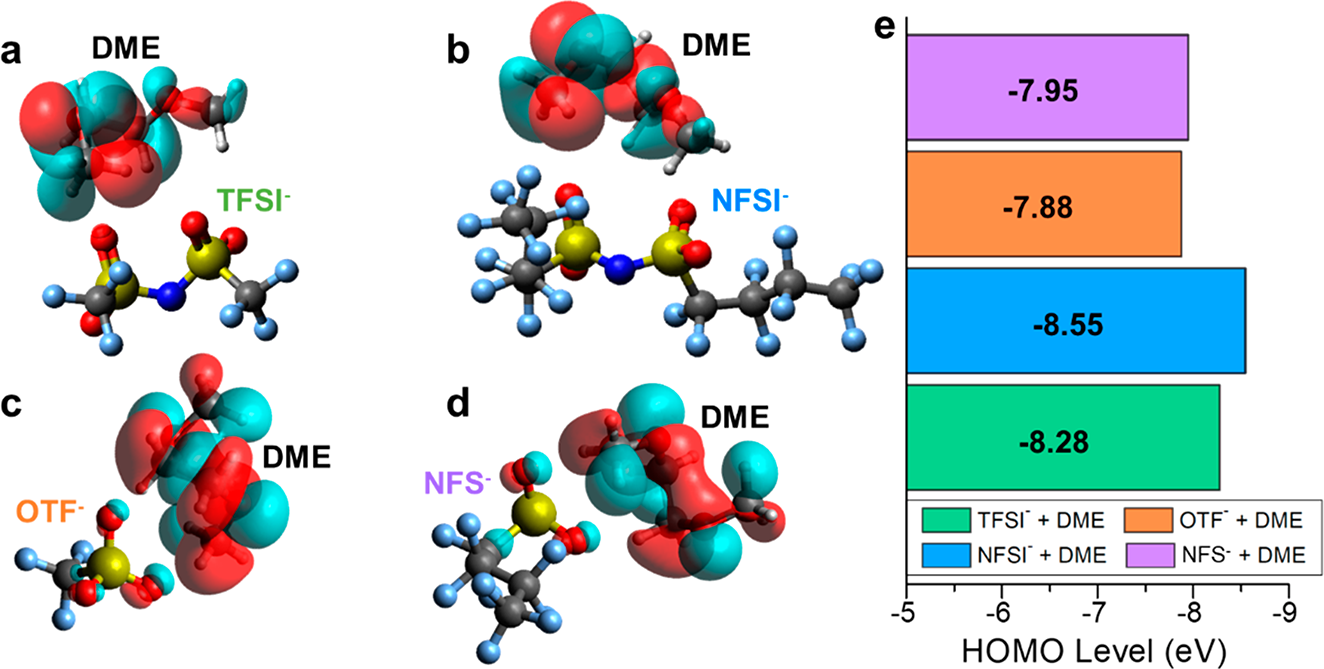 a
DME
TFSI-
b
DME
NFSI-
c
DME
OTF-
d
DME
NFS-
e
-7.95
-7.88
-8.55
-8.28
TFSI- + DME
OTF- + DME
NFSI- + DME
NFS- + DME
-5 -6 -7 -8 -9
HOMO Level (eV)